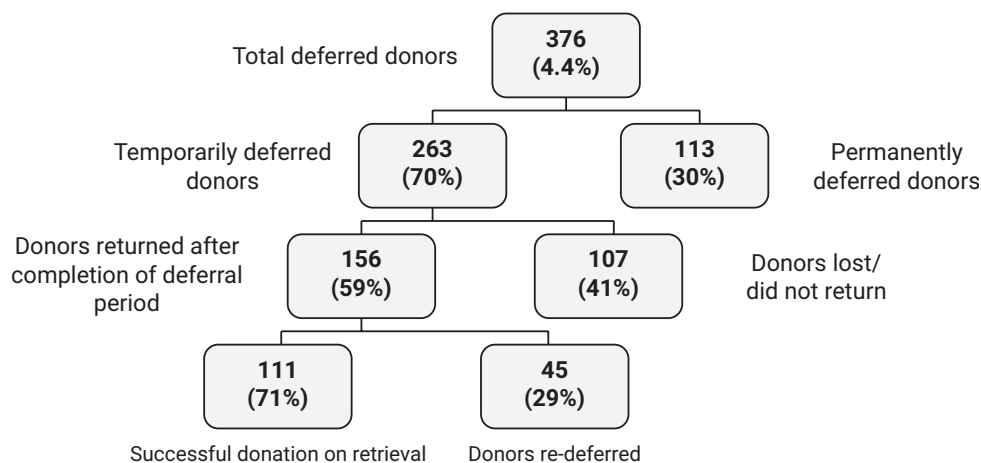 Total deferred donors
376
(4.4%)
Temporarily deferred
donors
263
(70%)
113
(30%)
Permanently
deferred donors
Donors returned after
completion of deferral
period
156
(59%)
107
(41%)
Donors lost/
did not return
111
(71%)
45
(29%)
Successful donation on retrieval
Donors re-deferred